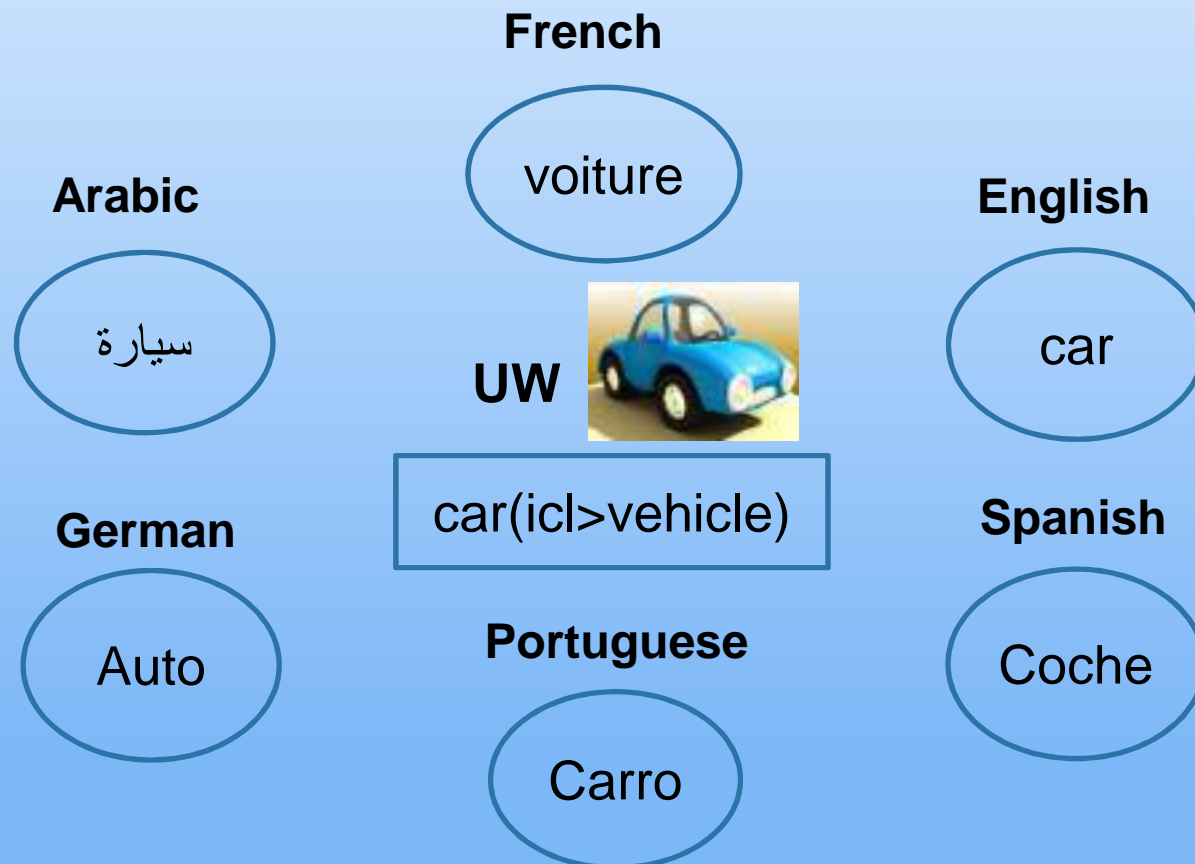 French
voiture
Arabic
سيارة
English
car
UW
car(icl>vehicle)
German
Auto
Spanish
Coche
Portuguese
Carro